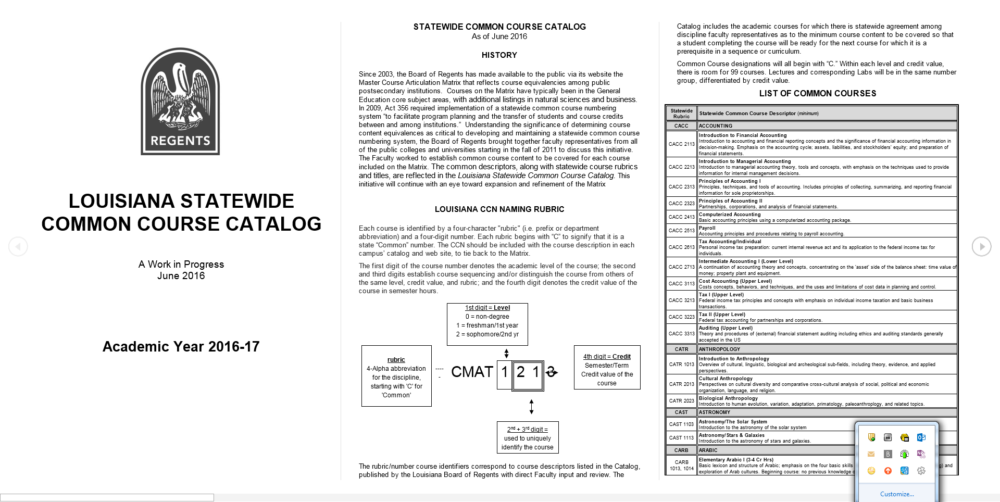 REGENTS
LOUISIANA STATEWIDE
COMMON COURSE CATALOG
A Work in Progress
June 2016
Academic Year 2016-17
STATEWIDE COMMON COURSE CATALOG
As of June 2016
HISTORY
Since 2003, the Board of Regents has made available to the public via its website the
Master Course Articulation Matrix that reflects course equivalencies among public
postsecondary institutions.  Courses on the Matrix have typically been in the General
Education core subject areas, with additional listings in natural sciences and business.
In 2009, Act 356 required implementation of a statewide common course numbering
system “to facilitate program planning and the transfer of students and course credits
between and among institutions.”  Understanding the significance of determining course
content equivalences as critical to developing and maintaining a statewide common course
numbering system, the Board of Regents brought together faculty representatives from all
of the public colleges and universities starting in the fall of 2011 to discuss this initiative.
The Faculty worked to establish common course content to be covered for each course
included on the Matrix. The common descriptors, along with statewide course rubrics
and titles, are reflected in the Louisiana Statewide Common Course Catalog. This
initiative will continue with an eye toward expansion and refinement of the Matrix
LOUISIANA CCN NAMING RUBRIC
Each course is identified by a four-character "rubric" (i.e. prefix or department
abbreviation) and a four-digit number. Each rubric begins with “C” to signify that it is a
state “Common” number. The CCN should be included with the course description in each
campus’ catalog and web site, to tie back to the Matrix.
The first digit of the course number denotes the academic level of the course; the second
and third digits establish course sequencing and/or distinguish the course from others of
the same level, credit value, and rubric; and the fourth digit denotes the credit value of the
course in semester hours.
1st digit = Level
0 = non-degree
1 = freshman/1st year
2 = sophomore/2nd yr
rubric
4-Alpha abbreviation
for the discipline,
starting with 'C' for
'Common'
-----
CMAT 1 2 1 3
4th digit = Credit
Semester/Term
Credit value of the
course
2nd + 3rd digit =
used to uniquely
identify the course
The rubric/number course identifiers correspond to course descriptors listed in the Catalog,
published by the Louisiana Board of Regents with direct Faculty input and review. The
Catalog includes the academic courses for which there is statewide agreement among
discipline faculty representatives as to the minimum course content to be covered so that
a student completing the course will be ready for the next course for which it is a
prerequisite in a sequence or curriculum.
Common Course designations will all begin with “C.” Within each level and credit value,
there is room for 99 courses. Lectures and corresponding Labs will be in the same number
group, differentiated by credit value.
LIST OF COMMON COURSES
Statewide Rubric
Statewide Common Course Descriptor (minimum)
CACC ACCOUNTING
CACC 2113
Introduction to Financial Accounting
Introduction to accounting and financial reporting concepts and the significance of financial accounting information in
decision-making. Emphasis on the accounting cycle; assets, liabilities, and stockholders' equity; and preparation of
financial statements.
CACC 2213
Introduction to Managerial Accounting
Introduction to managerial accounting theory, tools and concepts, with emphasis on the techniques used to provide
information for internal management decisions.
CACC 2313
Principles of Accounting I
Principles, techniques, and tools of accounting. Includes principles of collecting, summarizing, and reporting financial
information for sole proprietorships.
CACC 2323
Principles of Accounting II
Partnerships, corporations, and analysis of financial statements.
CACC 2413
Computerized Accounting
Basic accounting principles using a computerized accounting package.
CACC 2513
Payroll
Accounting principles and procedures relating to payroll accounting.
CACC 2613
Tax Accounting/Individual
Personal income tax preparation: current internal revenue act and its application to the federal income tax for
individuals.
CACC 2713
Intermediate Accounting I (Lower Level)
A continuation of accounting theory and concepts, concentrating on the 'asset' side of the balance sheet: time value of
money; property plant and equipment.
CACC 3113
Cost Accounting (Upper Level)
Costs concepts, behaviors, and techniques, and the uses and limitations of cost data in planning and control.
CACC 3213
Tax I (Upper Level)
Federal income tax principles and concepts with emphasis on individual income taxation and basic business
transactions.
CACC 3223
Tax II (Upper Level)
Federal tax accounting for partnerships and corporations.
CACC 3313
Auditing (Upper Level)
Theory and procedures of (external) financial statement auditing including ethics and auditing standards generally
accepted in the US
CATR ANTHROPOLOGY
CATR 1013
Introduction to Anthropology
Overview of cultural, linguistic, biological and archeological sub-fields, including theory, evidence, and applied
perspectives.
CATR 2013
Cultural Anthropology
Perspectives on cultural diversity and comparative cross-cultural analysis of social, political and economic
organization, language, and religion.
CATR 2023
Biological Anthropology
Introduction to human evolution, variation, adaptation, primatology, paleoanthroplogy, and related topics.
CAST ASTRONOMY
CAST 1103
Astronomy/The Solar System
Introduction to the astronomy of the solar system
CAST 1113
Astronomy/Stars & Galaxies
Introduction to the astronomy of stars and galaxies.
CARB ARABIC
CARB
1013, 1014
Elementary Arabic I (3-4 Cr Hrs)
Basic lexicon and structure of Arabic; emphasis on the four basic skills g) and
exploration of Arab cultures. Beginning course: no previous knowledge
Customize...